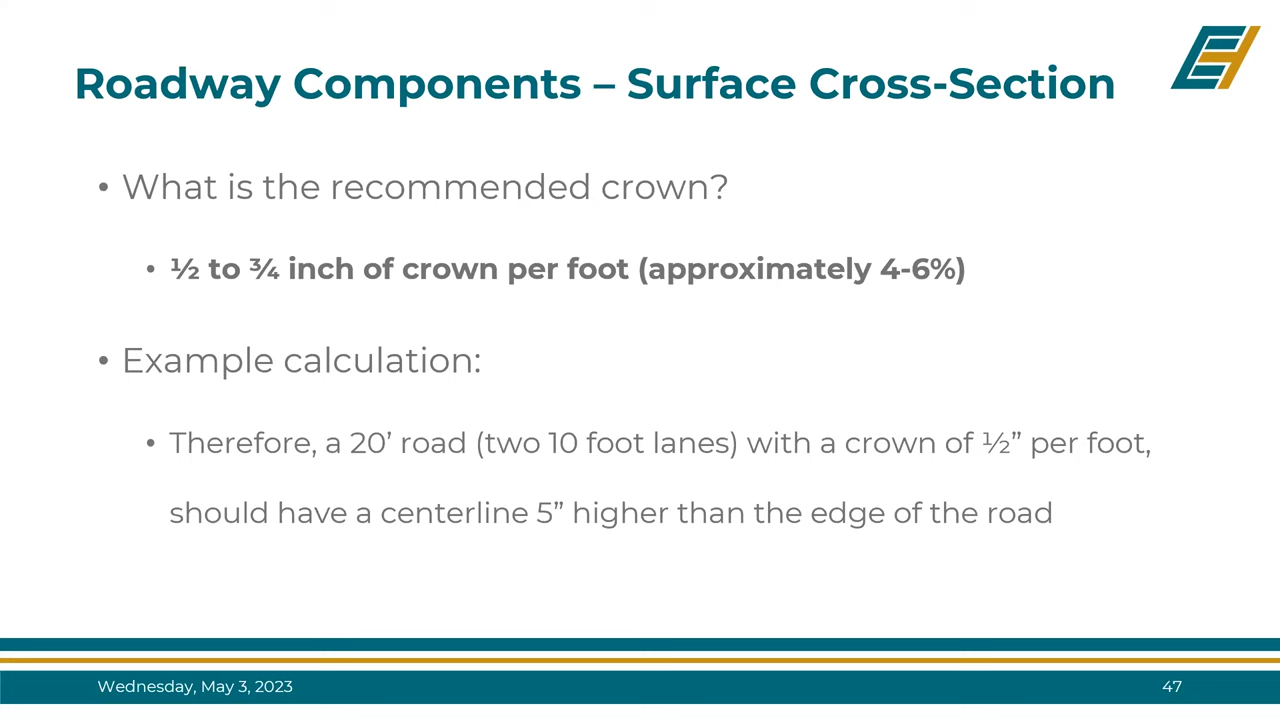 Roadway Components – Surface Cross-Section
• What is the recommended crown?
• ½ to ¾ inch of crown per foot (approximately 4-6%)
• Example calculation:
• Therefore, a 20’ road (two 10 foot lanes) with a crown of ½” per foot,
should have a centerline 5” higher than the edge of the road
Wednesday, May 3, 2023
47